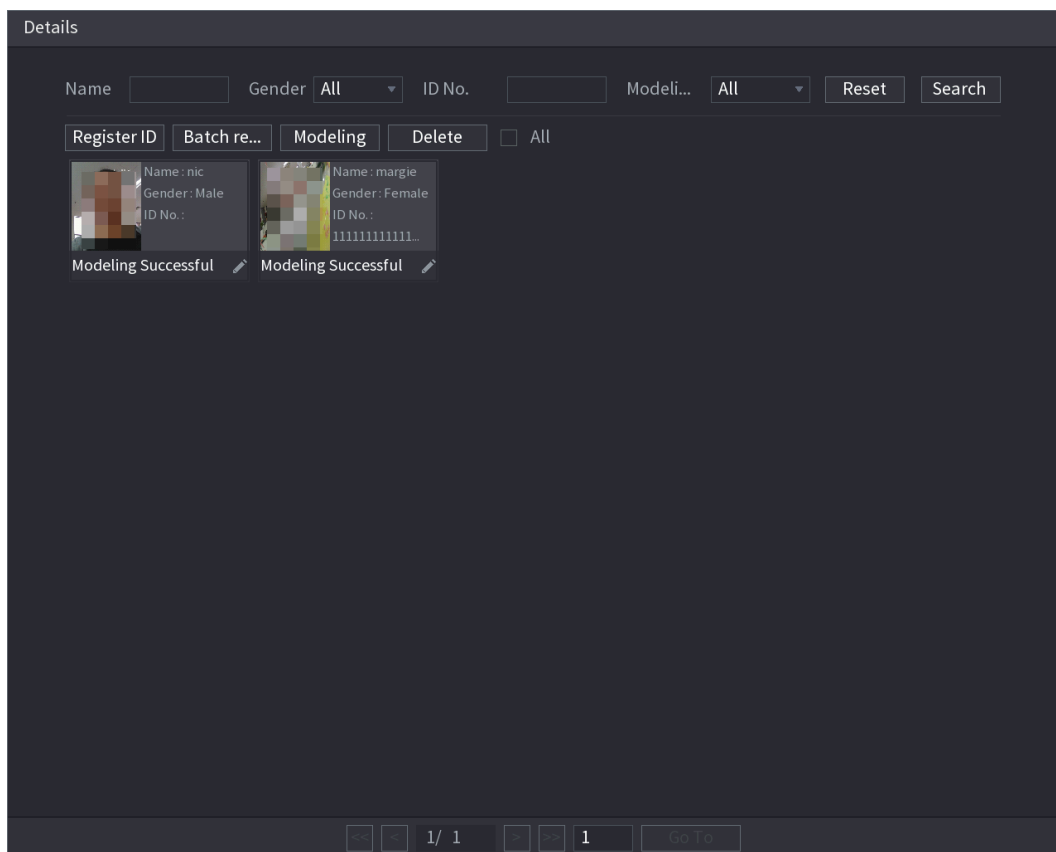 Details
Name Gender All ID No. Modeli... All Reset Search
Register ID Batch re... Modeling Delete All
Name : nic
Gender : Male
ID No. :
Modeling Successful
Name : margie
Gender : Female
ID No. :
111111111111...
Modeling Successful
<< < 1/ 1 > >> 1 Go To